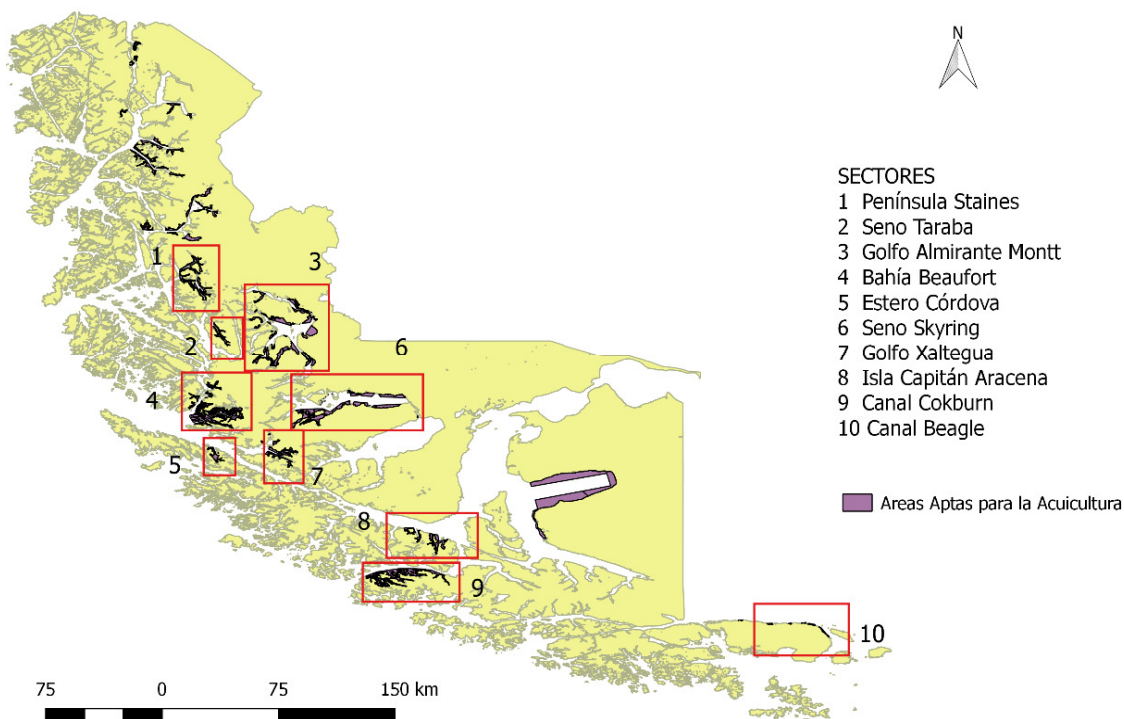 N
SECTORES
1 Península Staines
2 Seno Taraba
3 Golfo Almirante Montt
4 Bahía Beaufort
5 Estero Córdova
6 Seno Skyring
7 Golfo Xaltegua
8 Isla Capitán Aracena
9 Canal Cokburn
10 Canal Beagle
Areas Aptas para la Acuicultura
1
3
2
6
4
5
7
8
9
10
75 0 75 150 km